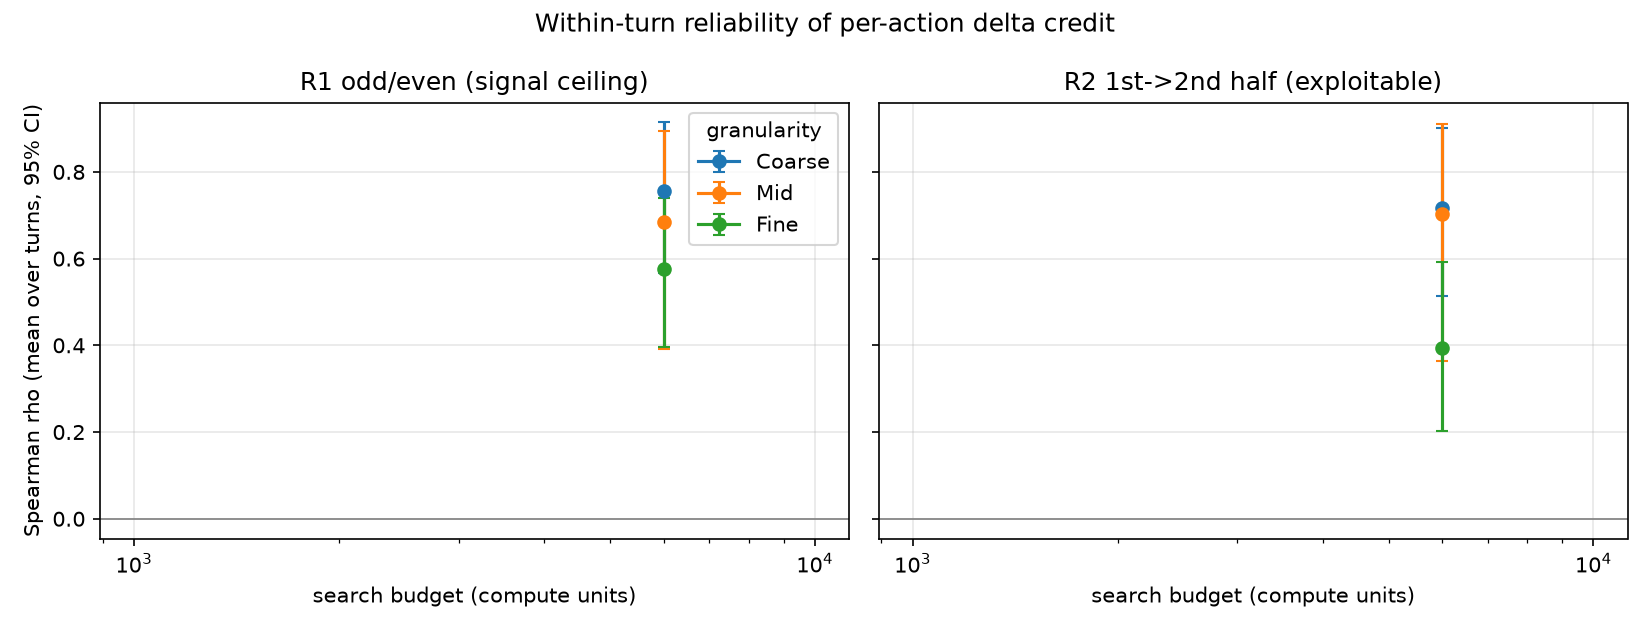 Within-turn reliability of per-action delta credit
R1 odd/even (signal ceiling)
Spearman rho (mean over turns, 95% CI)
0.8
0.6
0.4
0.2
0.0
granularity
Coarse
Mid
Fine
10³
10⁴
search budget (compute units)
R2 1st->2nd half (exploitable)
10³
10⁴
search budget (compute units)